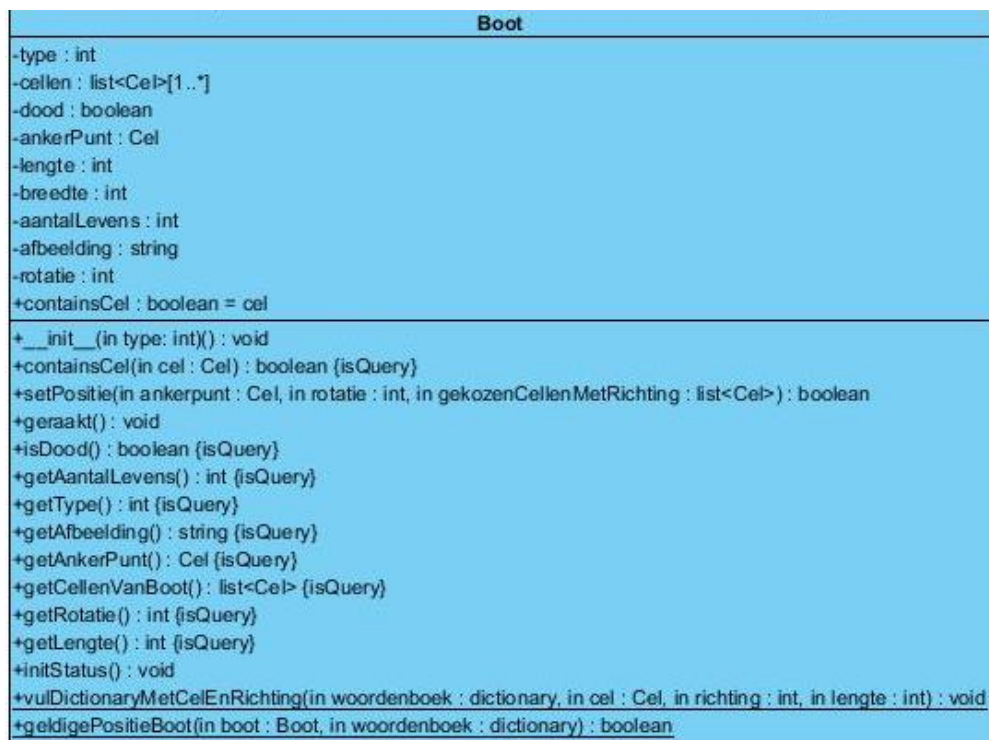 Boot
-type : int
-cellen : list<Cel>[1..*]
-dood : boolean
-ankerPunt : Cel
-lengte : int
-breedte : int
-aantalLevens : int
-afbeelding : string
-rotatie : int
+containsCel : boolean = cel
+__init__(in type: int)() : void
+containsCel(in cel : Cel) : boolean {isQuery}
+setPositie(in ankerpunt : Cel, in rotatie : int, in gekozenCellenMetRichting : list<Cel>) : boolean
+geraakt() : void
+isDood() : boolean {isQuery}
+getAantalLevens() : int {isQuery}
+getType() : int {isQuery}
+getAfbeelding() : string {isQuery}
+getAnkerPunt() : Cel {isQuery}
+getCellenVanBoot() : list<Cel> {isQuery}
+getRotatie() : int {isQuery}
+getLengte() : int {isQuery}
+initStatus() : void
+vulDictionaryMetCelEnRichting(in woordenboek : dictionary, in cel : Cel, in richting : int, in lengte : int) : void
+geldigePositieBoot(in boot : Boot, in woordenboek : dictionary) : boolean